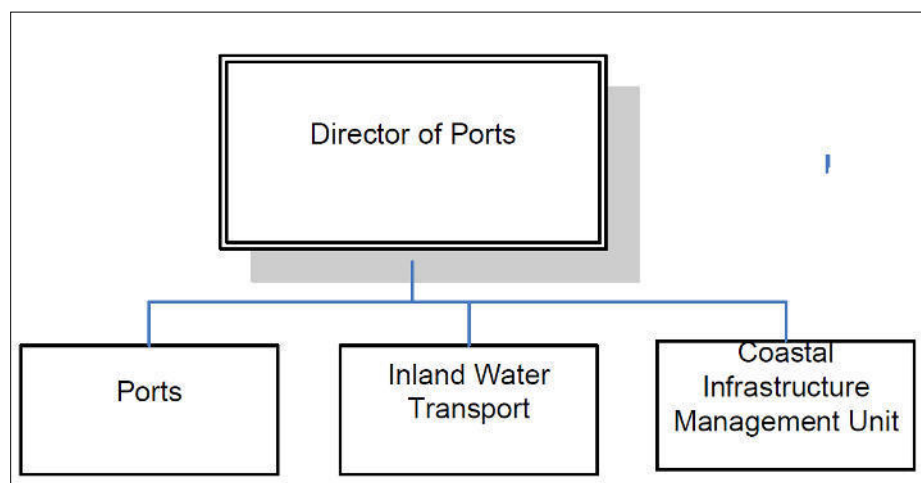 Director of Ports
Ports
Inland Water
Transport
Coastal
Infrastructure
Management Unit